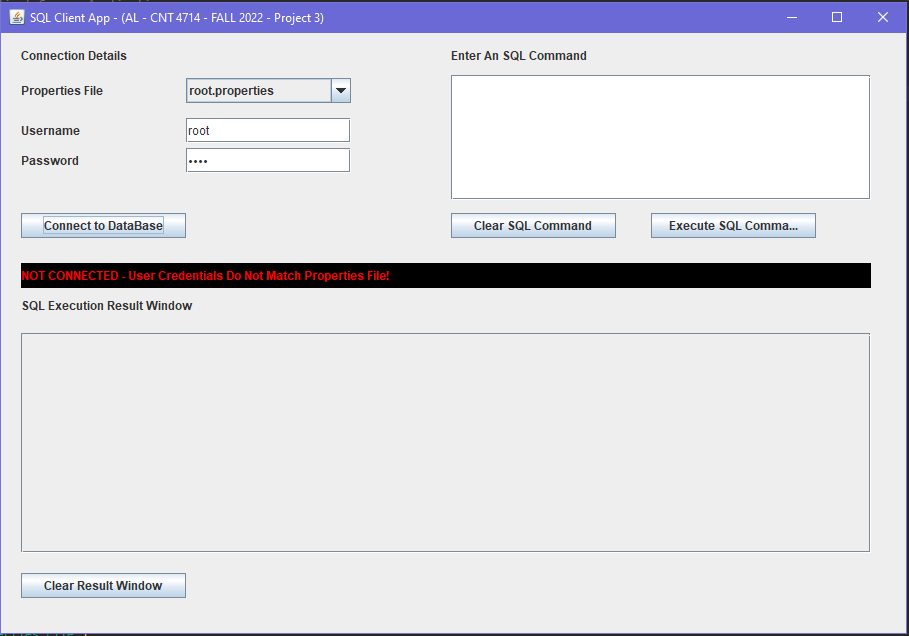 SQL Client App - (AL - CNT 4714 - FALL 2022 - Project 3)
Connection Details
Properties File
root.properties
Username
root
Password
••••
Connect to DataBase
Enter An SQL Command
Clear SQL Command
Execute SQL Comma...
NOT CONNECTED - User Credentials Do Not Match Properties File!
SQL Execution Result Window
Clear Result Window